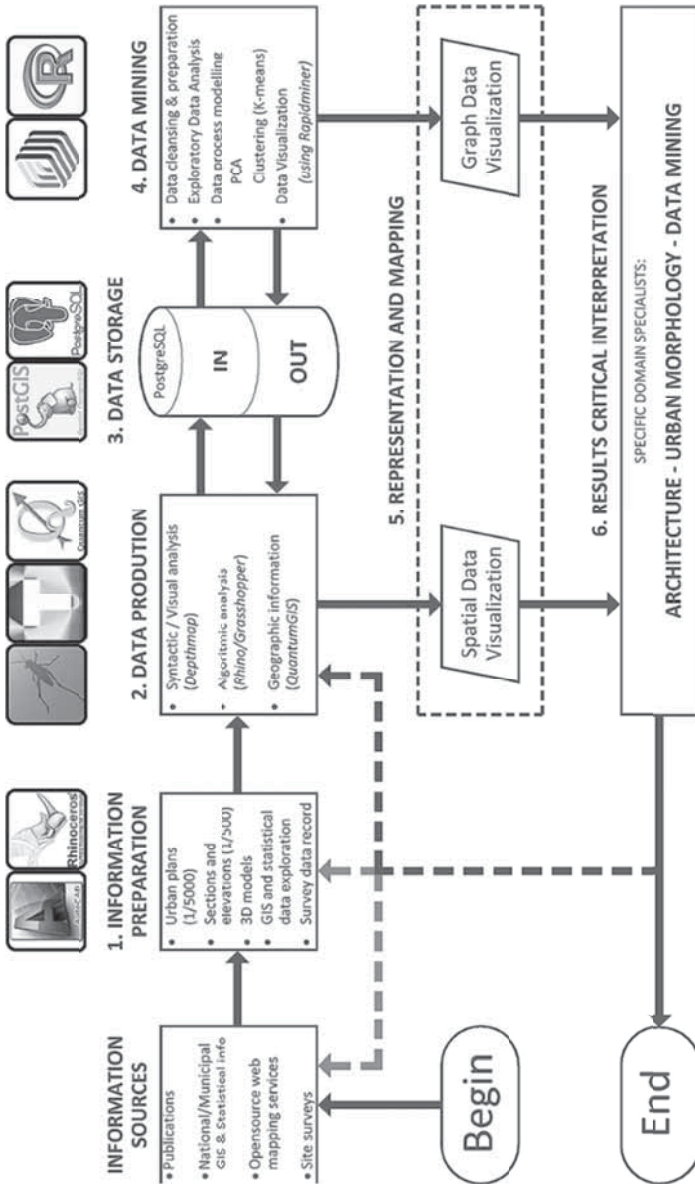 AutoCAD
Rhinoceros
Quantum GIS
PostGIS
PostgreSQL
R
INFORMATION
SOURCES
• Publications
• National/Municipal
GIS & Statistical info
• Opensource web
mapping services
• Site surveys
1. INFORMATION
PREPARATION
• Urban plans
(1/5000)
• Sections and
elevations (1/500)
• 3D models
• GIS and statistical
data exploration
• Survey data record
2. DATA PRODUTION
• Syntactic / Visual analysis
(Depthmap)
• Algoritmic analysis
(Rhino/Grasshopper)
• Geographic information
(QuantumGIS)
3. DATA STORAGE
PostgreSQL
IN
OUT
4. DATA MINING
• Data cleansing & preparation
• Exploratory Data Analysis
• Data process modelling
PCA
Clustering (K-means)
• Data Visualization
(using Rapidminer)
5. REPRESENTATION AND MAPPING
Spatial Data
Visualization
Graph Data
Visualization
6. RESULTS CRITICAL INTERPRETATION
SPECIFIC DOMAIN SPECIALISTS:
ARCHITECTURE - URBAN MORPHOLOGY - DATA MINING
Begin
End